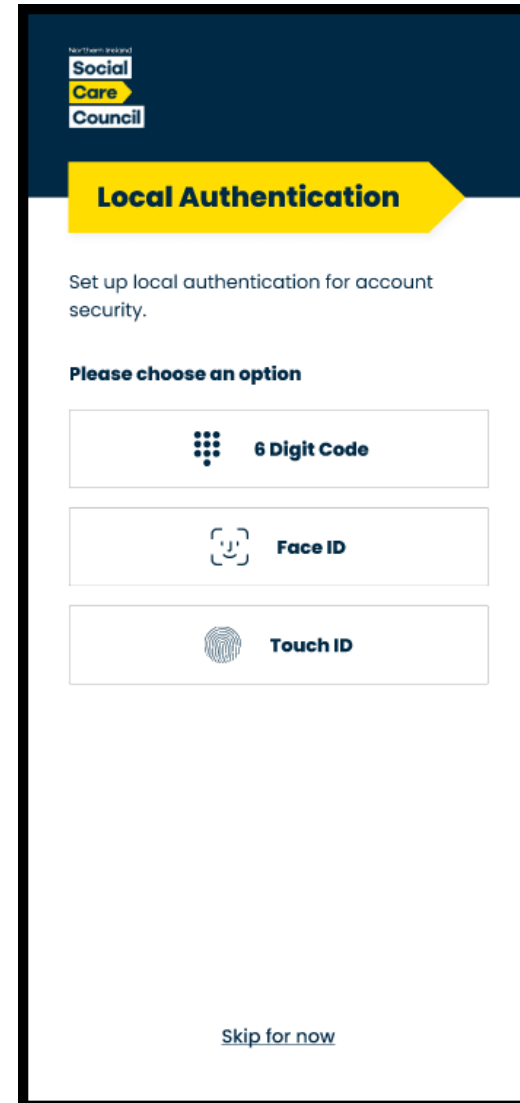 Northern Ireland
Social
Care
Council
Local Authentication
Set up local authentication for account
security.
Please choose an option
6 Digit Code
Face ID
Touch ID
Skip for now